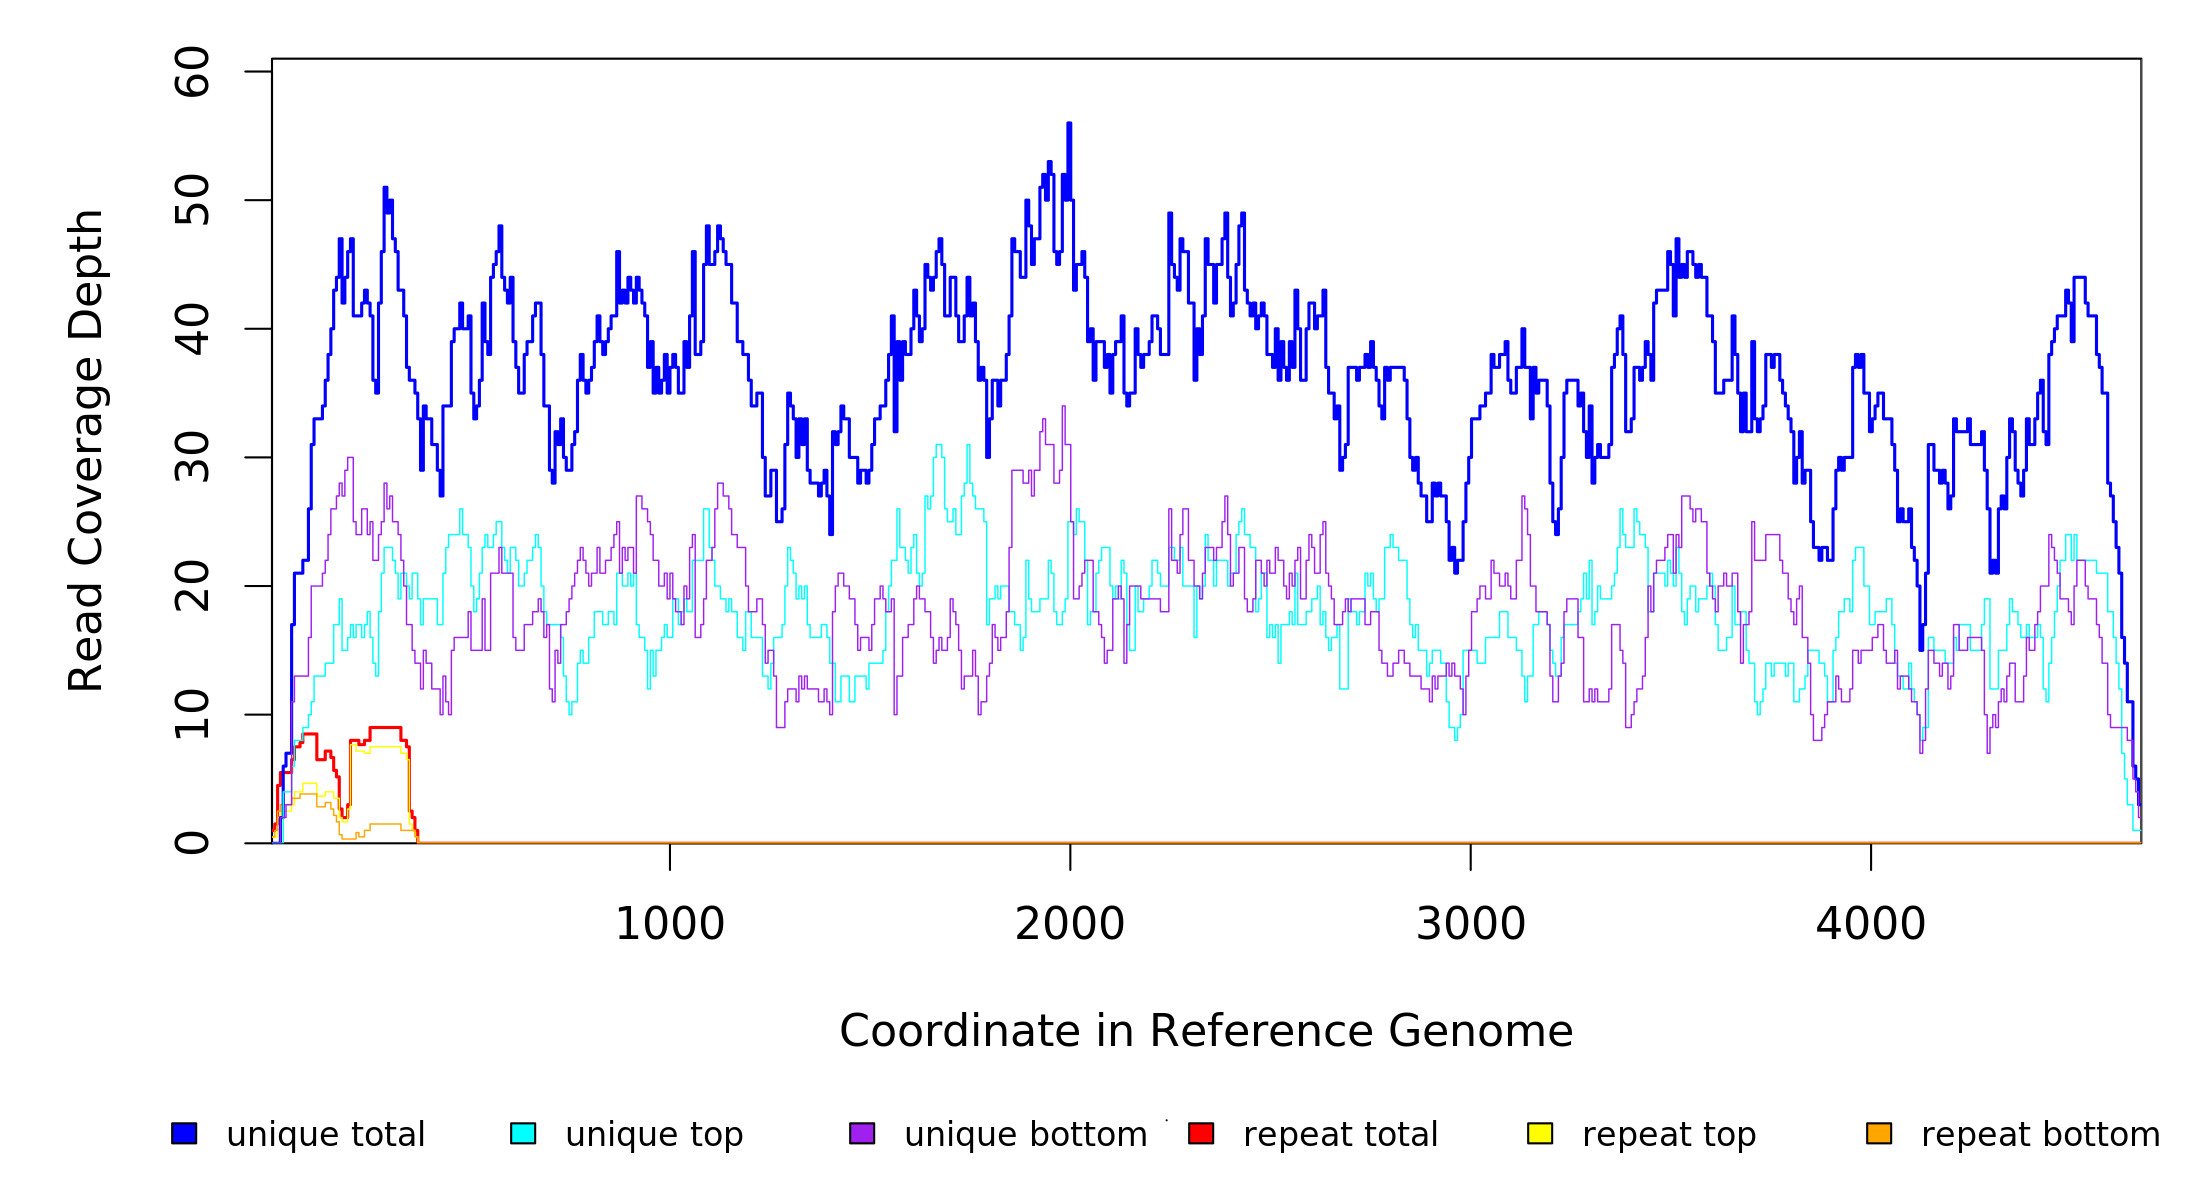 60
50
40
30
20
10
0
Read Coverage Depth
1000 2000 3000 4000
Coordinate in Reference Genome
unique total unique top unique bottom repeat total repeat top repeat bottom